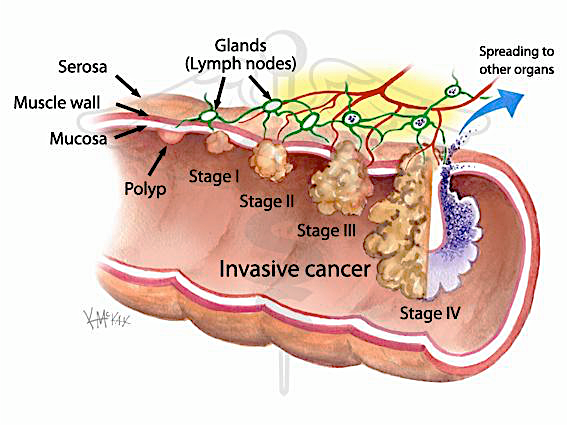 Glands
(Lymph nodes)
Spreading to
other organs
Serosa
Muscle wall
Mucosa
Polyp
Stage I
Stage II
Stage III
Invasive cancer
Stage IV